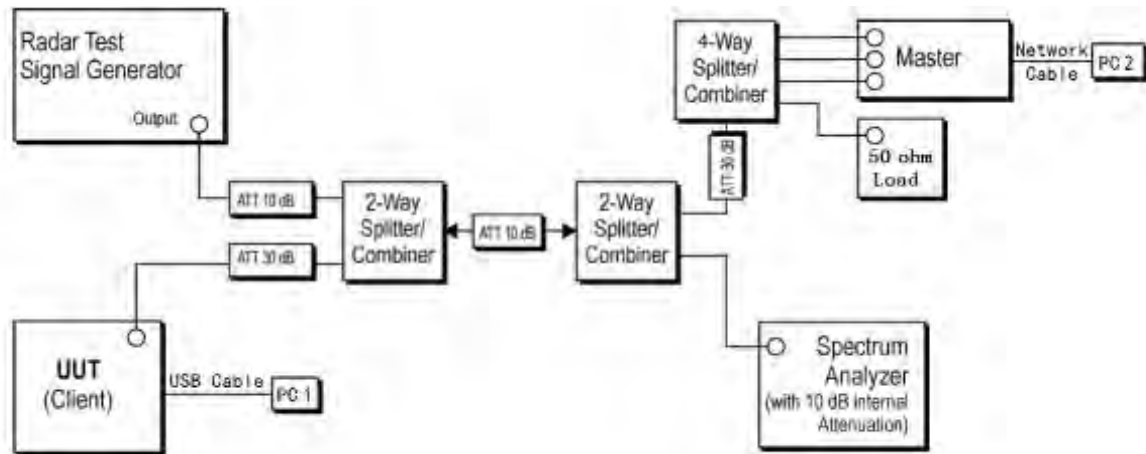 Radar Test
Signal Generator
Output
ATT 10 dB
ATT 30 dB
2-Way
Splitter/
Combiner
ATT 10 dB
2-Way
Splitter/
Combiner
4-Way
Splitter/
Combiner
ATT 30 dB
Master
Network
Cable
PC 2
50 ohm
Load
UUT
(Client)
USB Cable
PC 1
Spectrum
Analyzer
(with 10 dB internal
Attenuation)